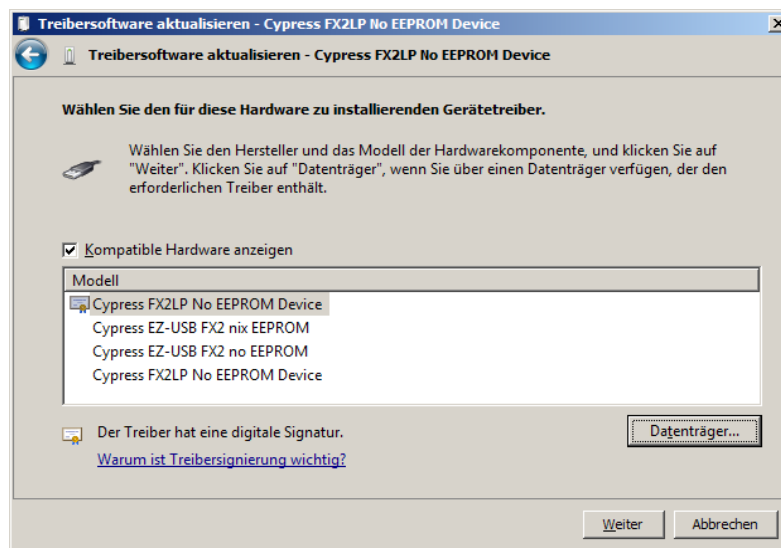 Treibersoftware aktualisieren - Cypress FX2LP No EEPROM Device
Treibersoftware aktualisieren - Cypress FX2LP No EEPROM Device
Wählen Sie den für diese Hardware zu installierenden Gerätetreiber.
Wählen Sie den Hersteller und das Modell der Hardwarekomponente, und klicken Sie auf
"Weiter". Klicken Sie auf "Datenträger", wenn Sie über einen Datenträger verfügen, der den
erforderlichen Treiber enthält.
Kompatible Hardware anzeigen
Modell
Cypress FX2LP No EEPROM Device
Cypress EZ-USB FX2 nix EEPROM
Cypress EZ-USB FX2 no EEPROM
Cypress FX2LP No EEPROM Device
Der Treiber hat eine digitale Signatur.
Datenträger...
Warum ist Treibersignierung wichtig?
Weiter
Abbrechen